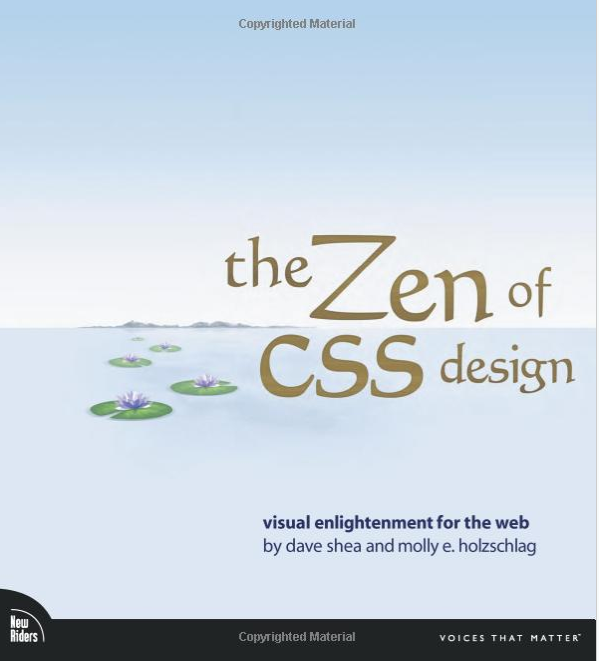 Copyrighted Material
the Zen of
CSS design
visual enlightenment for the web
by dave shea and molly e. holzschlag
New
Riders
Copyrighted Material
VOICES THAT MATTER™